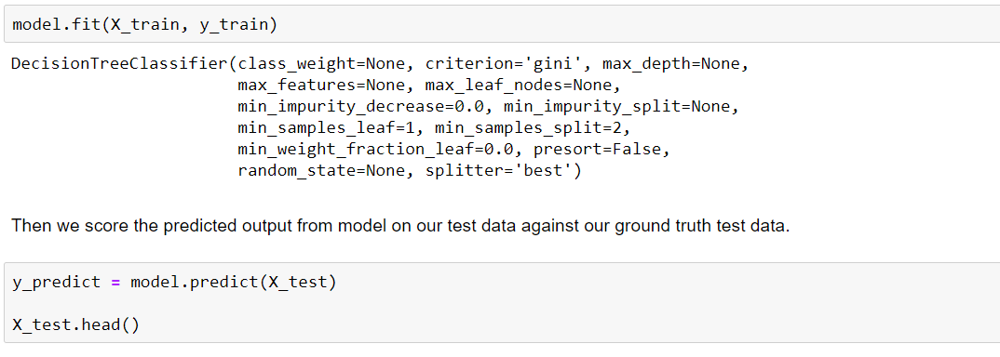 model.fit(X_train, y_train)
DecisionTreeClassifier(class_weight=None, criterion='gini', max_depth=None,
max_features=None, max_leaf_nodes=None,
min_impurity_decrease=0.0, min_impurity_split=None,
min_samples_leaf=1, min_samples_split=2,
min_weight_fraction_leaf=0.0, presort=False,
random_state=None, splitter='best')
Then we score the predicted output from model on our test data against our ground truth test data.
y_predict = model.predict(X_test)
X_test.head()